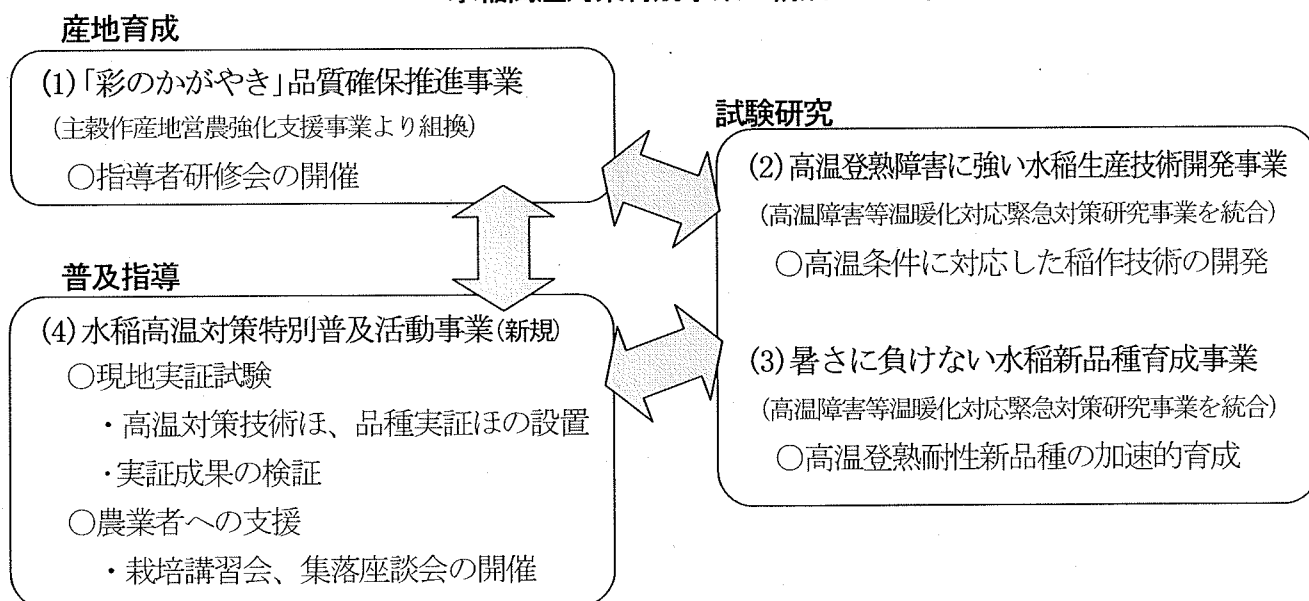 産地育成
(1)「彩のかがやき」品質確保推進事業
(主穀作産地営農強化支援事業より組換)
○指導者研修会の開催
試験研究
(2)高温登熟障害に強い水稲生産技術開発事業
(高温障害等温暖化対応緊急対策研究事業を統合)
○高温条件に対応した稲作技術の開発
(3)暑さに負けない水稲新品種育成事業
(高温障害等温暖化対応緊急対策研究事業を統合)
○高温登熟耐性新品種の加速的育成
普及指導
(4)水稲高温対策特別普及活動事業(新規)
○現地実証試験
・高温対策技術ほ、品種実証ほの設置
・実証成果の検証
○農業者への支援
・栽培講習会、集落座談会の開催